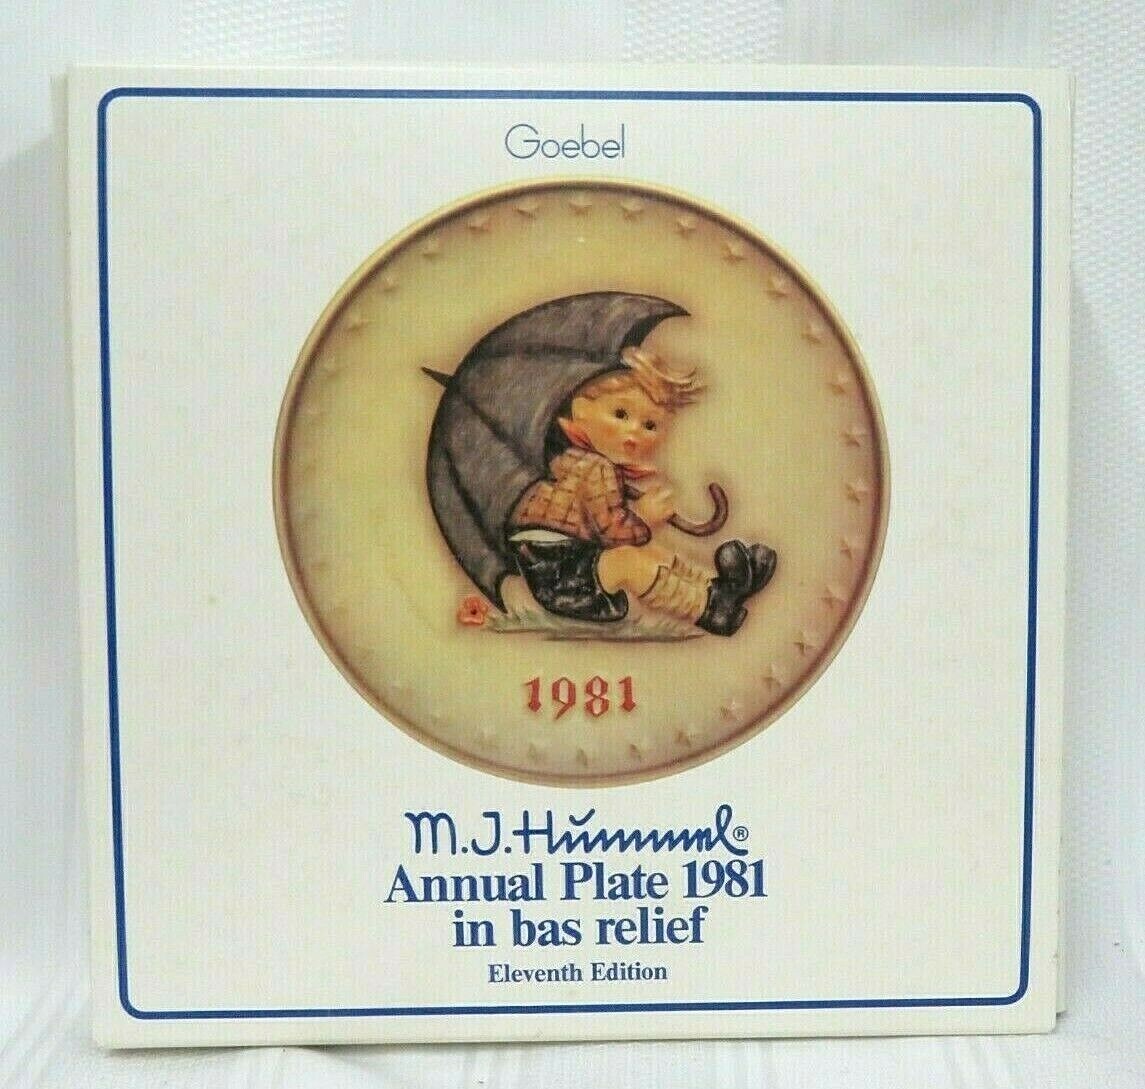 Goebel
1981
M.J.Hummel®
Annual Plate 1981
in bas relief
Eleventh Edition